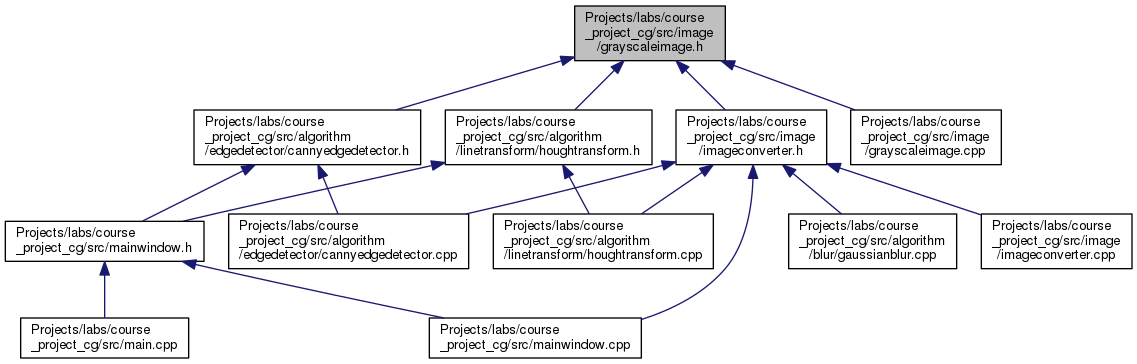 Projects/labs/course
_project_cg/src/image
/grayscaleimage.h
Projects/labs/course
_project_cg/src/algorithm
/edgedetector/cannyedgedetector.h
Projects/labs/course
_project_cg/src/algorithm
/linetransform/houghtransform.h
Projects/labs/course
_project_cg/src/image
/imageconverter.h
Projects/labs/course
_project_cg/src/image
/grayscaleimage.cpp
Projects/labs/course
_project_cg/src/mainwindow.h
Projects/labs/course
_project_cg/src/algorithm
/edgedetector/cannyedgedetector.cpp
Projects/labs/course
_project_cg/src/algorithm
/linetransform/houghtransform.cpp
Projects/labs/course
_project_cg/src/algorithm
/blur/gaussianblur.cpp
Projects/labs/course
_project_cg/src/image
/imageconverter.cpp
Projects/labs/course
_project_cg/src/main.cpp
Projects/labs/course
_project_cg/src/mainwindow.cpp